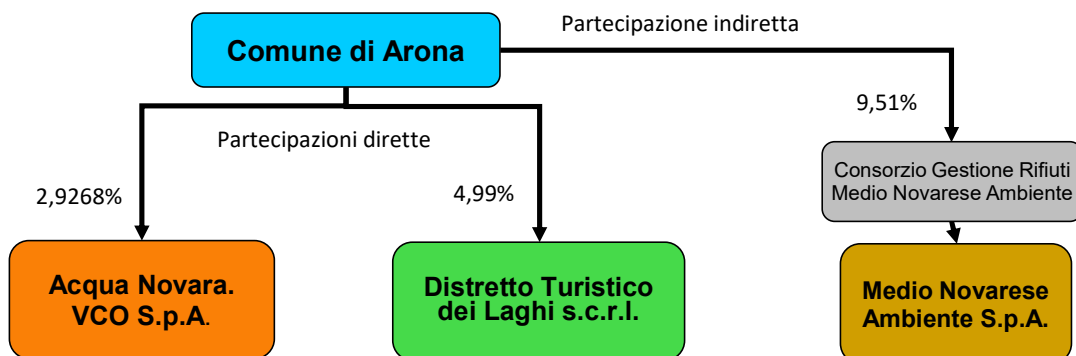 Comune di Arona
Partecipazione indiretta
9,51%
Partecipazioni dirette
2,9268%
4,99%
Consorzio Gestione Rifiuti
Medio Novarese Ambiente
Acqua Novara.
VCO S.p.A.
Distretto Turistico
dei Laghi s.c.r.l.
Medio Novarese
Ambiente S.p.A.